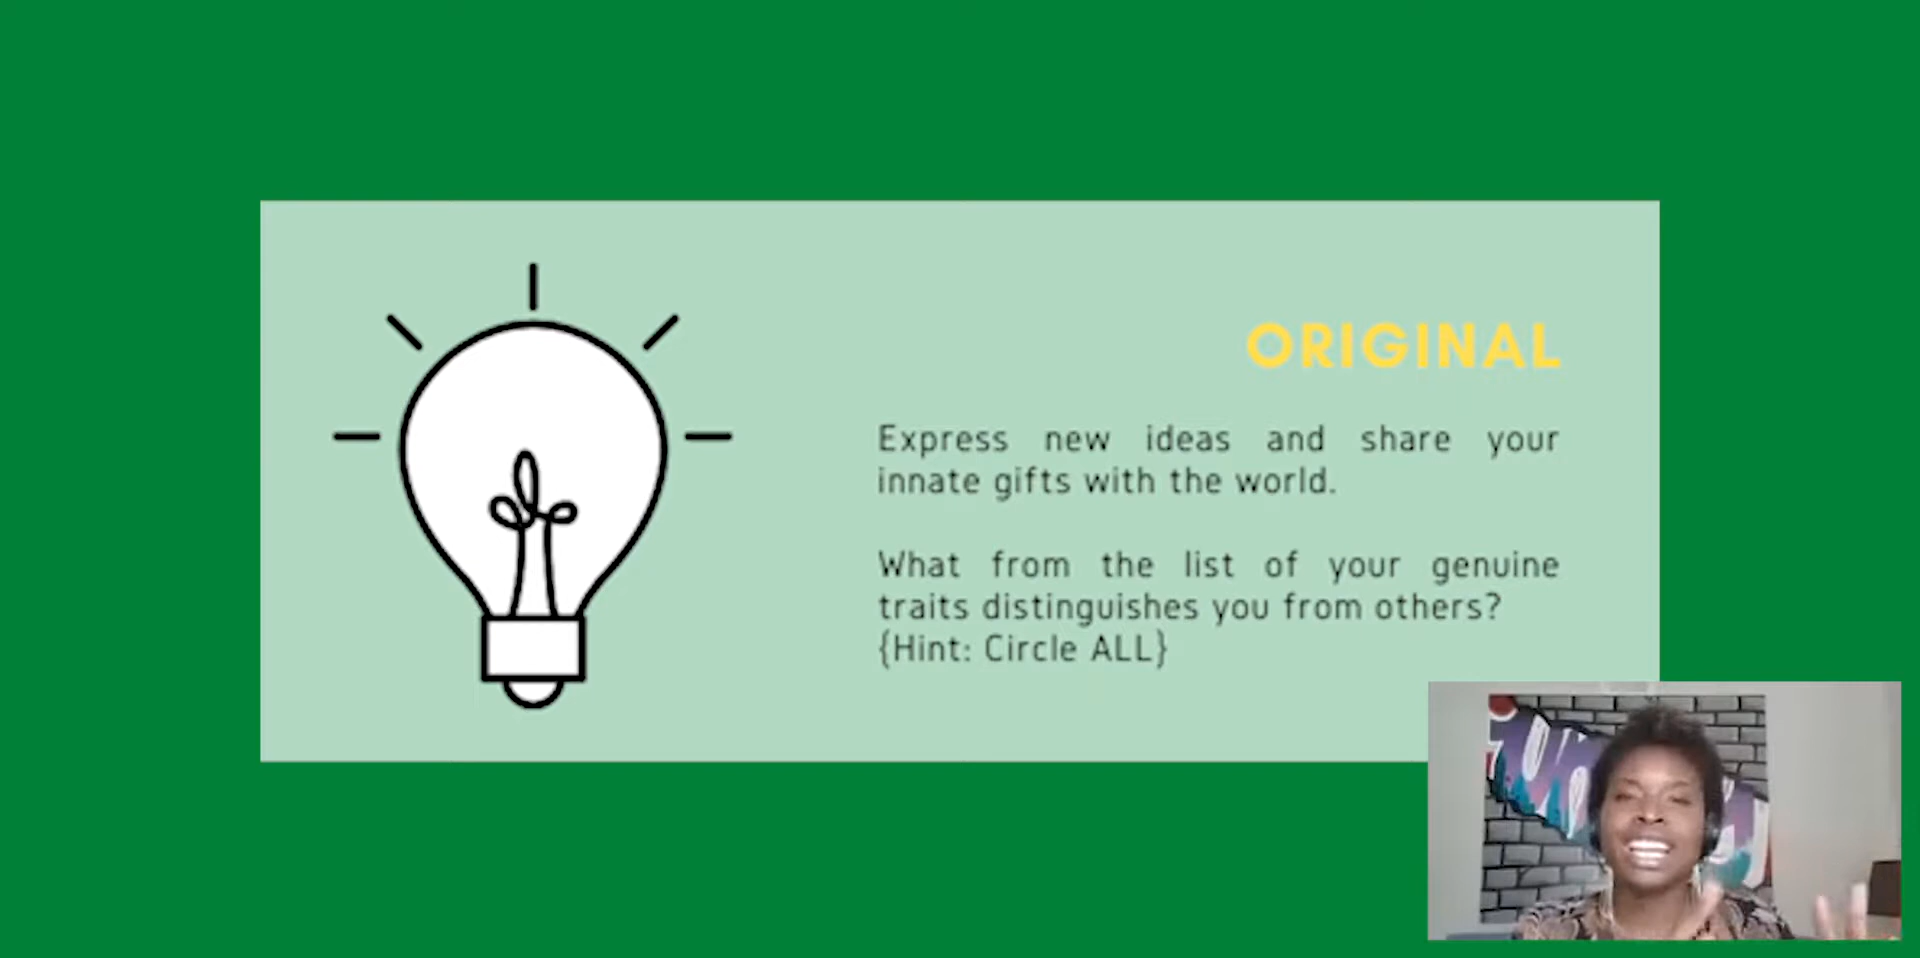 ORIGINAL
Express new ideas and share your
innate gifts with the world.
What from the list of your genuine
traits distinguishes you from others?
{Hint: Circle ALL}